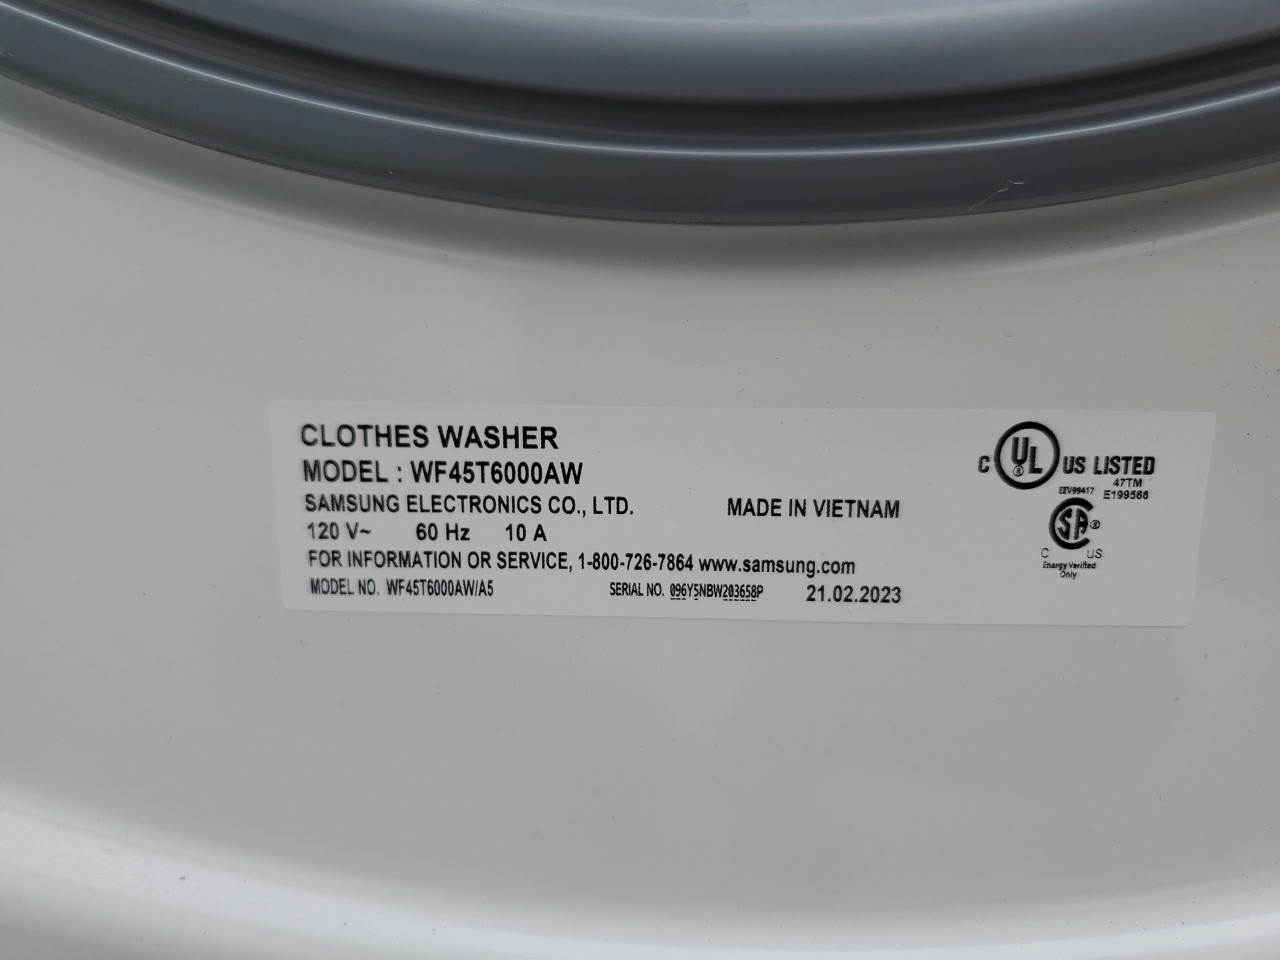 CLOTHES WASHER
MODEL : WF45T6000AW
SAMSUNG ELECTRONICS CO., LTD. MADE IN VIETNAM
120 V~ 60 Hz 10 A
FOR INFORMATION OR SERVICE, 1-800-726-7864 www.samsung.com
MODEL NO. WF45T6000AW/A5 SERIAL NO. 096Y5NBW203658P 21.02.2023
C UL ® US LISTED
47TM
EEV99417 E199566
SA ®
C US
Energy Verified
Only